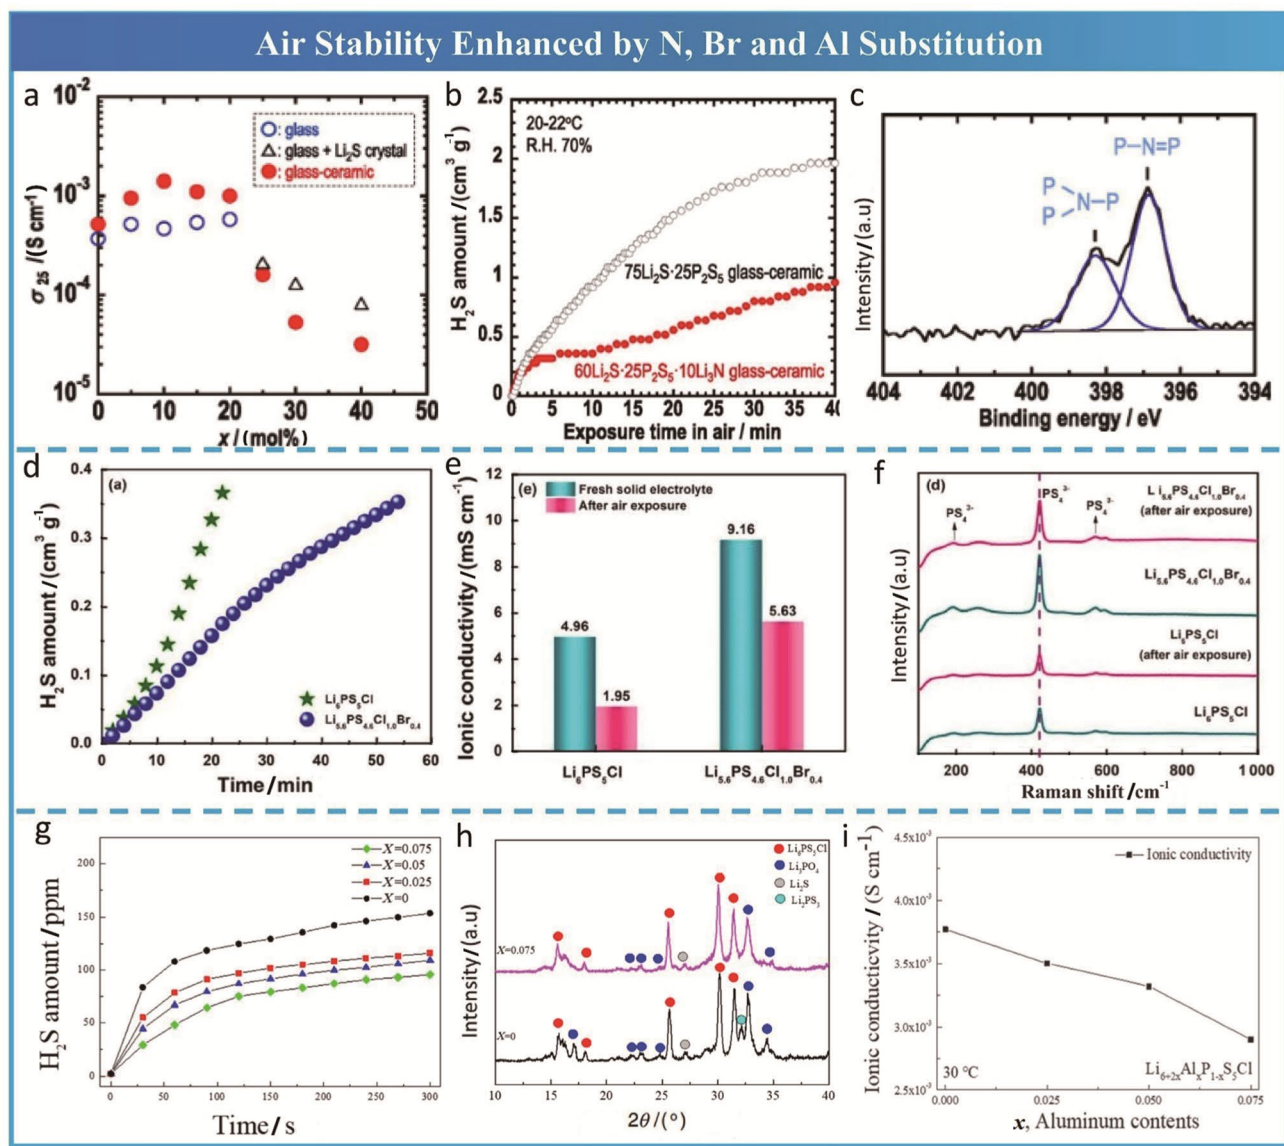 Air Stability Enhanced by N, Br and Al Substitution
a
10⁻²
10⁻³
10⁻⁴
10⁻⁵
σ₂₅ /(S cm⁻¹)
: glass
: glass + Li₂S crystal
: glass-ceramic
0 10 20 30 40 50
x / (mol%)
b
2.5
2
1.5
1
0.5
0
H₂S amount /(cm³ g⁻¹)
20-22°C
R.H. 70%
75Li₂S·25P₂S₅ glass-ceramic
60Li₂S·25P₂S₅·10Li₃N glass-ceramic
0 5 10 15 20 25 30 35 40
Exposure time in air / min
c
Intensity / (a.u)
P–N=P
P
P
N–P
404 402 400 398 396 394
Binding energy / eV
d
(a)
0.4
0.3
0.2
0.1
0.0
H₂S amount /(cm³ g⁻¹)
Li₆PS₅Cl
Li₅.₆PS₄.₆Cl₁.₀Br₀.₄
0 10 20 30 40 50 60
Time/min
e
(e)
Fresh solid electrolyte
After air exposure
12
10
8
6
4
2
0
Ionic conductivity /(mS cm⁻¹)
4.96
1.95
9.16
5.63
Li₆PS₅Cl
Li₅.₆PS₄.₆Cl₁.₀Br₀.₄
f
(d)
Intensity / (a.u
PS₄³⁻
PS₄³⁻
PS₄³⁻
L i₅.₆PS₄.₆Cl₁.₀Br₀.₄
(after air exposure)
Li₅.₆PS₄.₆Cl₁.₀Br₀.₄
Li₆PS₅Cl
(after air exposure)
Li₆PS₅Cl
200 400 600 800 1000
Raman shift /cm⁻¹
g
200
150
100
50
0
H₂S amount / ppm
X=0.075
X=0.05
X=0.025
X=0
0 50 100 150 200 250 300
Time / s
h
Intensity / (a.u
Li₆PS₅Cl
Li₃PO₄
Li₂S
Li₂PS₃
X=0.075
X=0
10 15 20 25 30 35 40
2θ / (°)
i
4.5x10⁻³
4.0x10⁻³
3.5x10⁻³
3.0x10⁻³
2.5x10⁻³
Ionic conductivity / (S cm⁻¹)
Ionic conductivity
30 °C
Li₆₊₂ₓAlₓP₁₋ₓS₅Cl
0.000 0.025 0.050 0.075
x, Aluminum contents